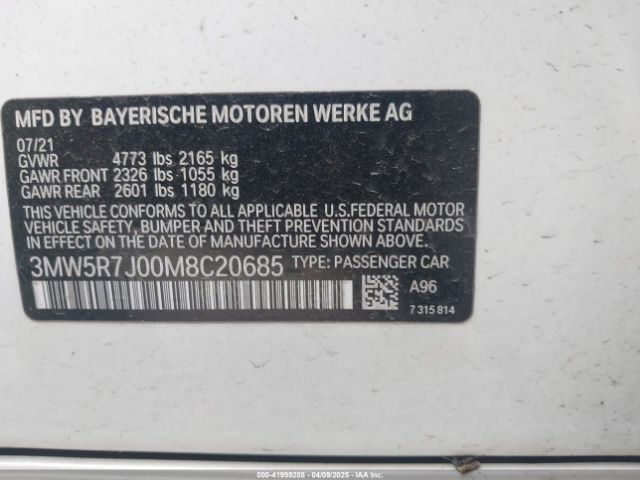 MFD BY BAYERISCHE MOTOREN WERKE AG
07/21
GVWR 4773 lbs 2165 kg
GAWR FRONT 2326 lbs 1055 kg
GAWR REAR 2601 lbs 1180 kg
THIS VEHICLE CONFORMS TO ALL APPLICABLE U.S.FEDERAL MOTOR
VEHICLE SAFETY, BUMPER AND THEFT PREVENTION STANDARDS
IN EFFECT ON THE DATE OF MANUFACTURE SHOWN ABOVE.
3MW5R7J00M8C20685 TYPE: PASSENGER CAR
A96
7 315 814
000-41999288 04/09/2025 IAA Inc.